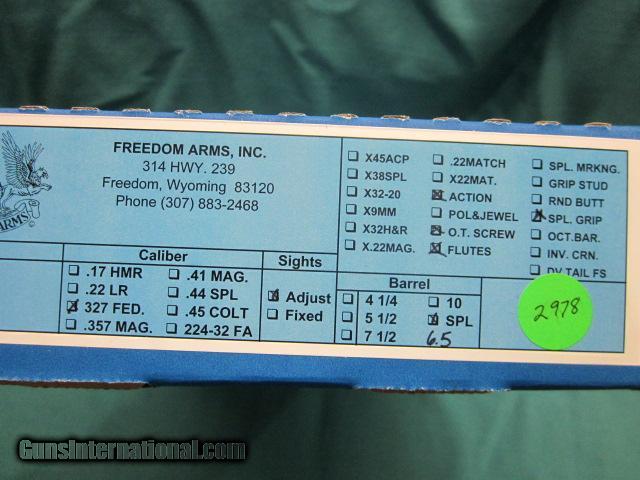 FREEDOM ARMS, INC.
314 HWY. 239
Freedom, Wyoming 83120
Phone (307) 883-2468
ARMS
X45ACP
X38SPL
X32-20
X9MM
X32H&R
X.22MAG.
.22MATCH
X22MAT.
ACTION
POL&JEWEL
O.T. SCREW
FLUTES
SPL. MRKNG.
GRIP STUD
RND BUTT
SPL. GRIP
OCT.BAR.
INV. CRN.
DV TAIL FS
Caliber
.17 HMR
.22 LR
327 FED.
.357 MAG.
.41 MAG.
.44 SPL
.45 COLT
224-32 FA
Sights
Adjust
Fixed
Barrel
4 1/4
5 1/2
7 1/2
10
SPL
6.5
2978
GunsInternational.com